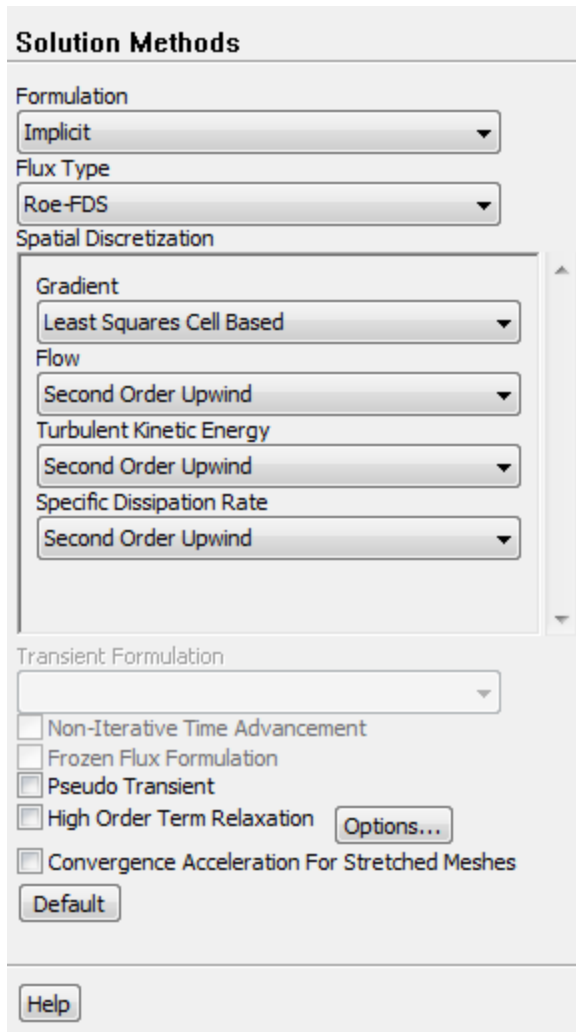 Solution Methods
Formulation
Implicit
Flux Type
Roe-FDS
Spatial Discretization
Gradient
Least Squares Cell Based
Flow
Second Order Upwind
Turbulent Kinetic Energy
Second Order Upwind
Specific Dissipation Rate
Second Order Upwind
Transient Formulation
Non-Iterative Time Advancement
Frozen Flux Formulation
Pseudo Transient
High Order Term Relaxation Options...
Convergence Acceleration For Stretched Meshes
Default
Help